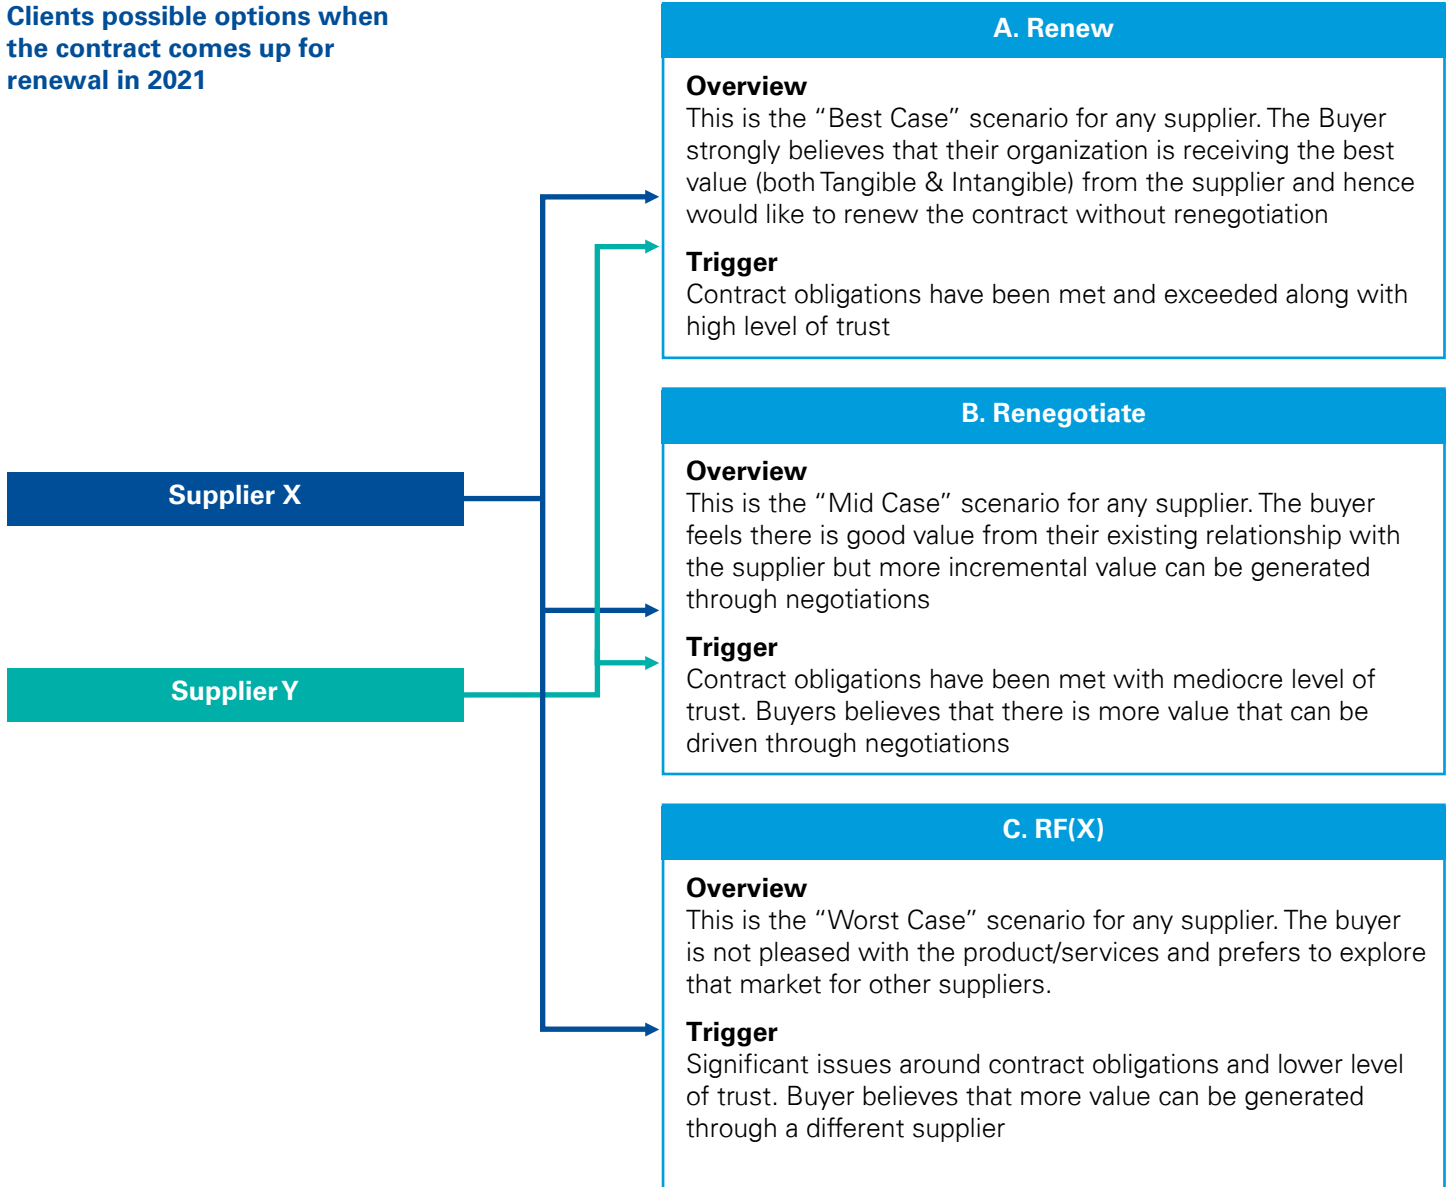 Clients possible options when
the contract comes up for
renewal in 2021
A. Renew
Overview
This is the “Best Case” scenario for any supplier. The Buyer
strongly believes that their organization is receiving the best
value (both Tangible & Intangible) from the supplier and hence
would like to renew the contract without renegotiation
Trigger
Contract obligations have been met and exceeded along with
high level of trust
B. Renegotiate
Overview
This is the “Mid Case” scenario for any supplier. The buyer
feels there is good value from their existing relationship with
the supplier but more incremental value can be generated
through negotiations
Trigger
Contract obligations have been met with mediocre level of
trust. Buyers believes that there is more value that can be
driven through negotiations
Supplier X
Supplier Y
C. RF(X)
Overview
This is the “Worst Case” scenario for any supplier. The buyer
is not pleased with the product/services and prefers to explore
that market for other suppliers.
Trigger
Significant issues around contract obligations and lower level
of trust. Buyer believes that more value can be generated
through a different supplier